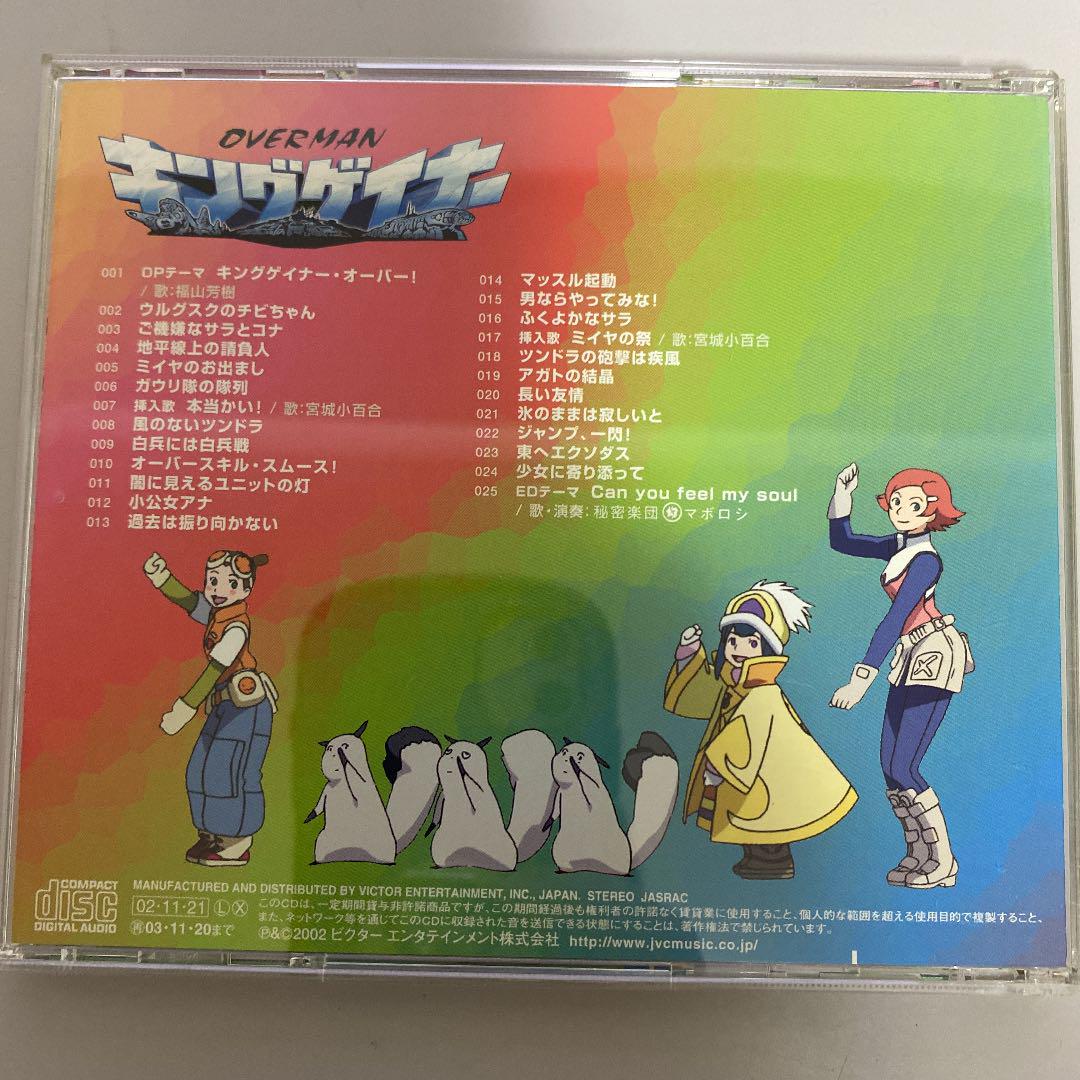 OVERMAN
キングゲイナー
001 OPテーマ キングゲイナー・オーバー!
/ 歌:福山芳樹
002 ウルグスクのチビちゃん
003 ご機嫌なサラとコナ
004 地平線上の請負人
005 ミイヤのお出まし
006 ガウリ隊の隊列
007 挿入歌 本当かい! / 歌:宮城小百合
008 風のないツンドラ
009 白兵には白兵戦
010 オーバースキル・スムース!
011 闇に見えるユニットの灯
012 小公女アナ
013 過去は振り向かない
014 マッスル起動
015 男ならやってみな!
016 ふくよかなサラ
017 挿入歌 ミイヤの祭 / 歌:宮城小百合
018 ツンドラの砲撃は疾風
019 アガトの結晶
020 長い友情
021 氷のままは寂しいと
022 ジャンプ、一閃!
023 東へエクソダス
024 少女に寄り添って
025 EDテーマ Can you feel my soul
/ 歌・演奏:秘密楽団マボロシ
COMPACT
disc
DIGITAL AUDIO
MANUFACTURED AND DISTRIBUTED BY VICTOR ENTERTAINMENT, INC., JAPAN. STEREO JASRAC
02・11・21 L X
再03・11・20まで
このCDは、一定期間貸与非許諾商品ですが、この期間経過後も権利者の許諾なく賃貸業に使用すること、個人的な範囲を超える使用目的で複製すること、
また、ネットワーク等を通じてこのCDに収録された音を送信できる状態にすることは、著作権法で禁じられています。
℗&©2002 ビクター エンタテインメント株式会社 http://www.jvcmusic.co.jp/